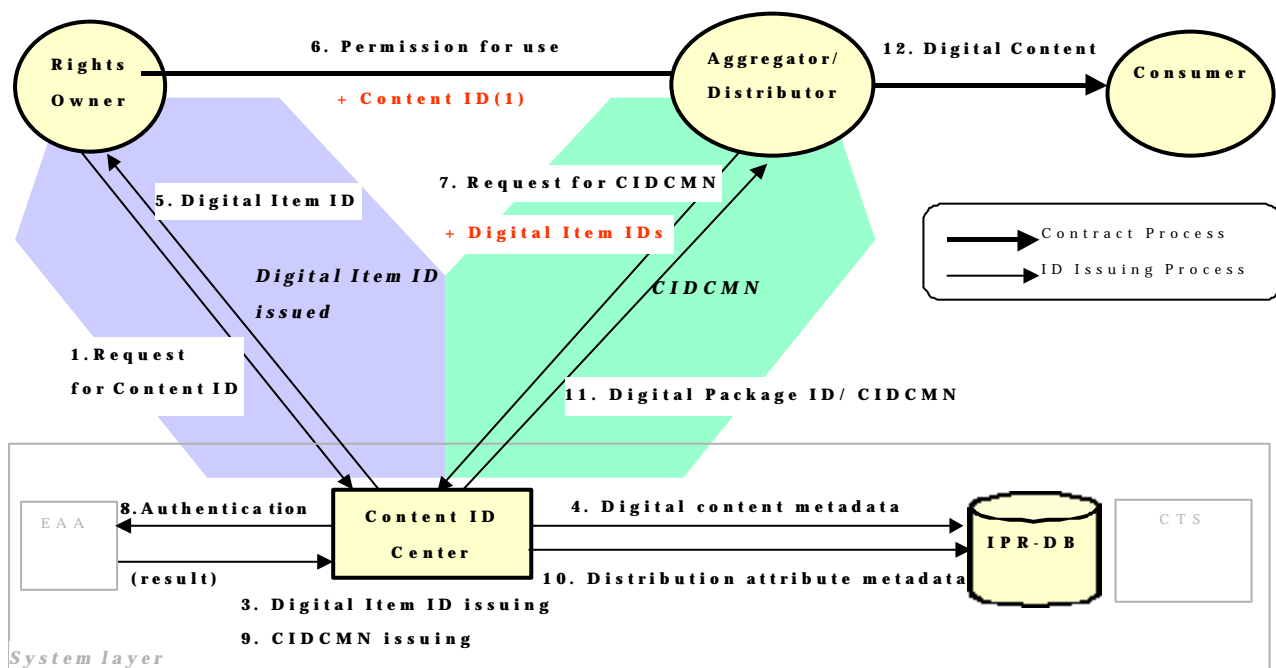 6. Permission for use
12. Digital Content
Rights
Owner
Aggregator/
Distributor
Consumer
+ Content ID(1)
7. Request for CIDCMN
5. Digital Item ID
+ Digital Item IDs
Contract Process
ID Issuing Process
Digital Item ID
issued
CIDCMN
1.Request
for Content ID
11. Digital Package ID/ CIDCMN
8.Authentication
4. Digital content metadata
EAA
Content ID
Center
IPR-DB
CTS
(result)
10. Distribution attribute metadata
3. Digital Item ID issuing
9. CIDCMN issuing
System layer